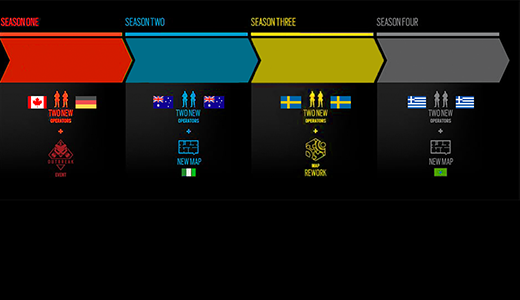 SEASON ONE
SEASON TWO
SEASON THREE
SEASON FOUR
TWO NEW
OPERATORS
+
OUTBREAK
EVENT
TWO NEW
OPERATORS
+
NEW MAP
TWO NEW
OPERATORS
+
MAP
REWORK
TWO NEW
OPERATORS
+
NEW MAP